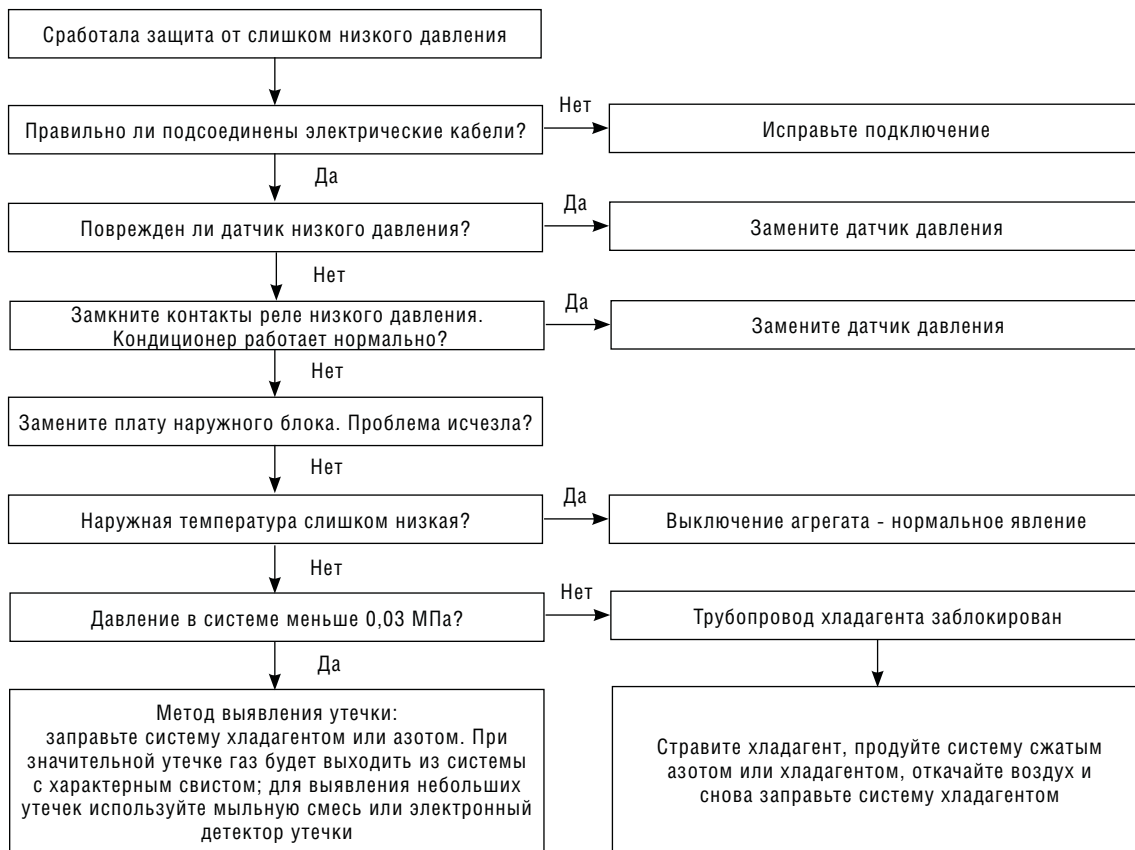 Сработала защита от слишком низкого давления
Правильно ли подсоединены электрические кабели?
Нет
Исправьте подключение
Да
Поврежден ли датчик низкого давления?
Да
Замените датчик давления
Нет
Замкните контакты реле низкого давления.
Кондиционер работает нормально?
Да
Замените датчик давления
Нет
Замените плату наружного блока. Проблема исчезла?
Нет
Наружная температура слишком низкая?
Да
Выключение агрегата - нормальное явление
Нет
Давление в системе меньше 0,03 МПа?
Нет
Трубопровод хладагента заблокирован
Да
Метод выявления утечки:
заправьте систему хладагентом или азотом. При
значительной утечке газ будет выходить из системы
с характерным свистом; для выявления небольших
утечек используйте мыльную смесь или электронный
детектор утечки
Стравите хладагент, продуйте систему сжатым
азотом или хладагентом, откачайте воздух и
снова заправьте систему хладагентом